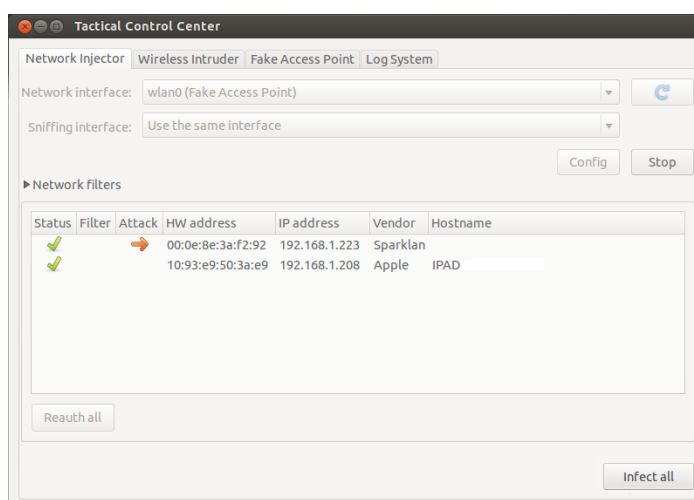 Tactical Control Center
Network Injector Wireless Intruder Fake Access Point Log System
Network interface: wlan0 (Fake Access Point)
Sniffing interface: Use the same interface
Config Stop
Network filters
Status Filter Attack HW address IP address Vendor Hostname
00:0e:8e:3a:f2:92 192.168.1.223 Sparklan
10:93:e9:50:3a:e9 192.168.1.208 Apple IPAD
Reauth all
Infect all